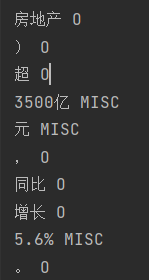 房地产 O
） O
超 O
3500亿 MISC
元 MISC
， O
同比 O
增长 O
5.6% MISC
。 O